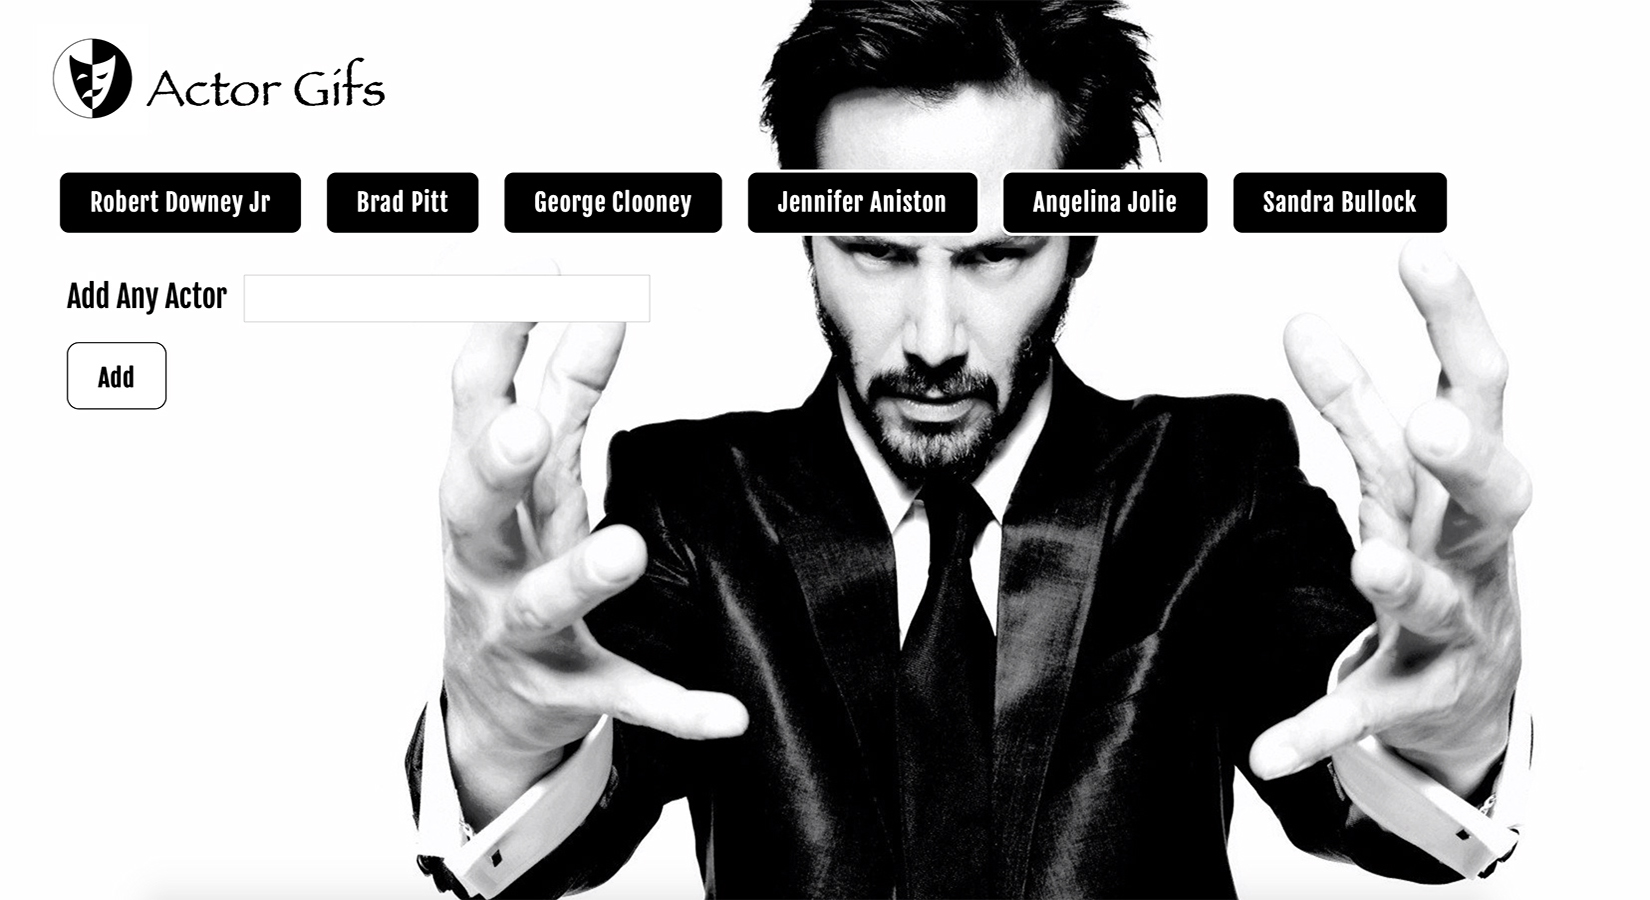 Actor Gifs
Robert Downey Jr Brad Pitt George Clooney Jennifer Aniston Angelina Jolie Sandra Bullock
Add Any Actor
Add